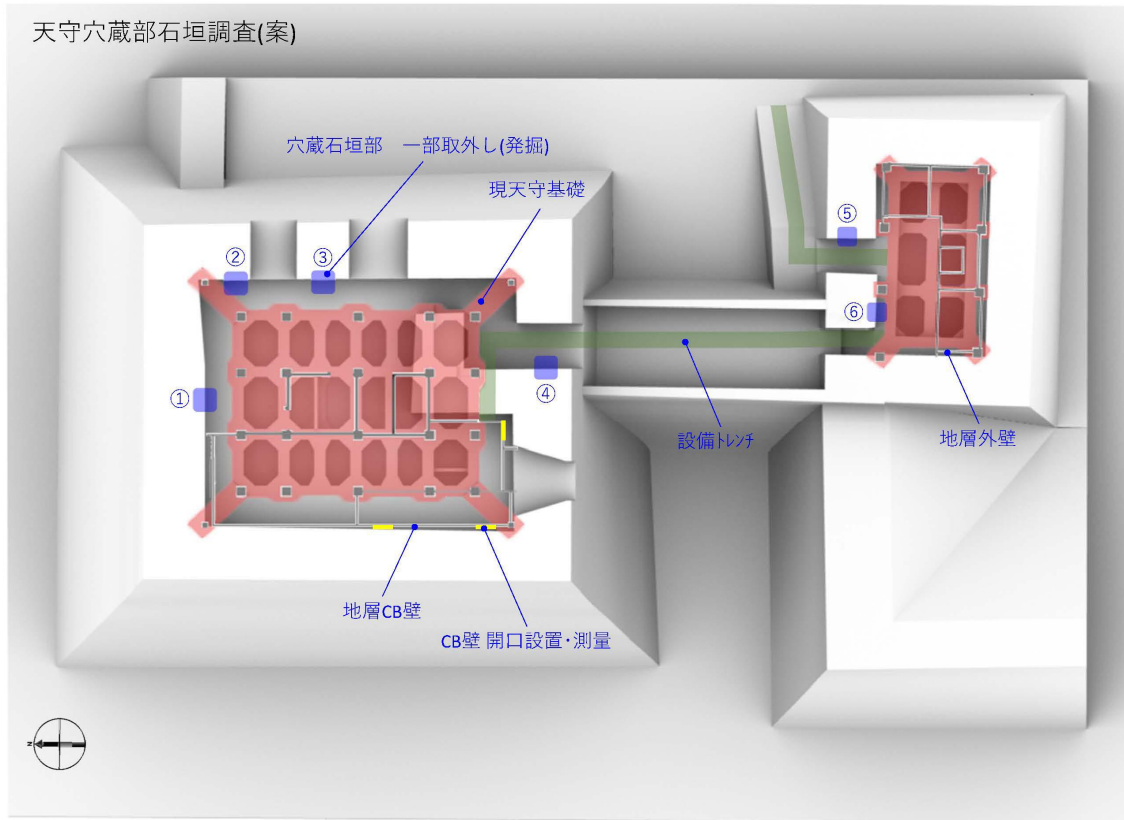 天守穴蔵部石垣調査(案)
穴蔵石垣部　一部取外し(発掘)
現天守基礎
②
③
⑤
⑥
①
④
設備ﾄﾚﾝﾁ
地層外壁
地層CB壁
CB壁 開口設置・測量
N